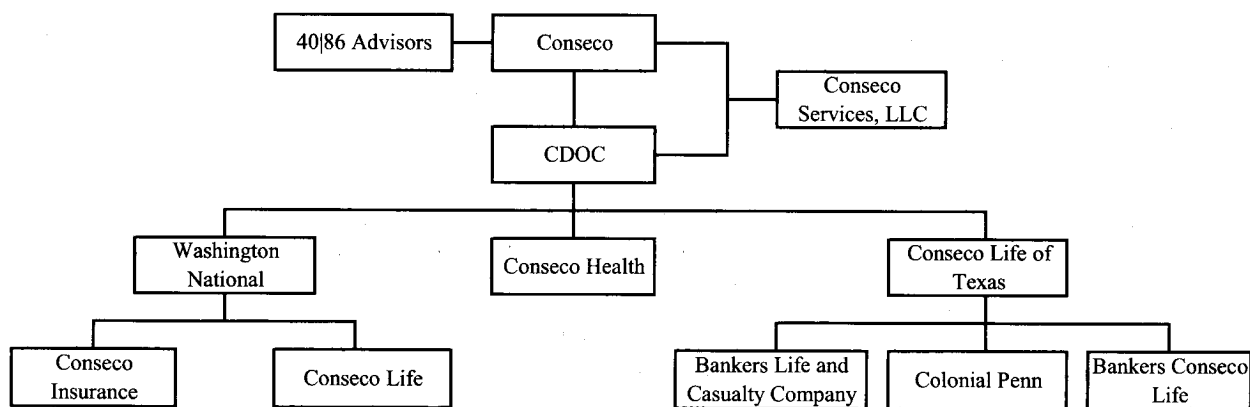 40|86 Advisors
Conseco
Conseco
Services, LLC
CDOC
Washington
National
Conseco Health
Conseco Life of
Texas
Conseco
Insurance
Conseco Life
Bankers Life and
Casualty Company
Colonial Penn
Bankers Conseco
Life